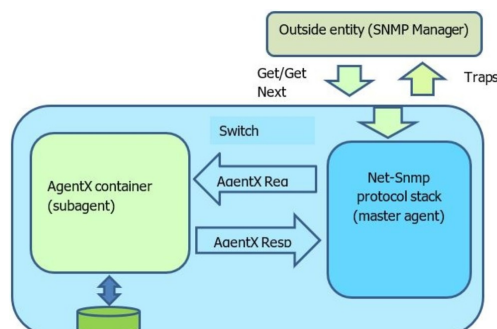 Outside entity (SNMP Manager)
Get/Get
Next
Traps
Switch
AgentX container
(subagent)
AgentX Req
AgentX Resp
Net-Snmp
protocol stack
(master agent)